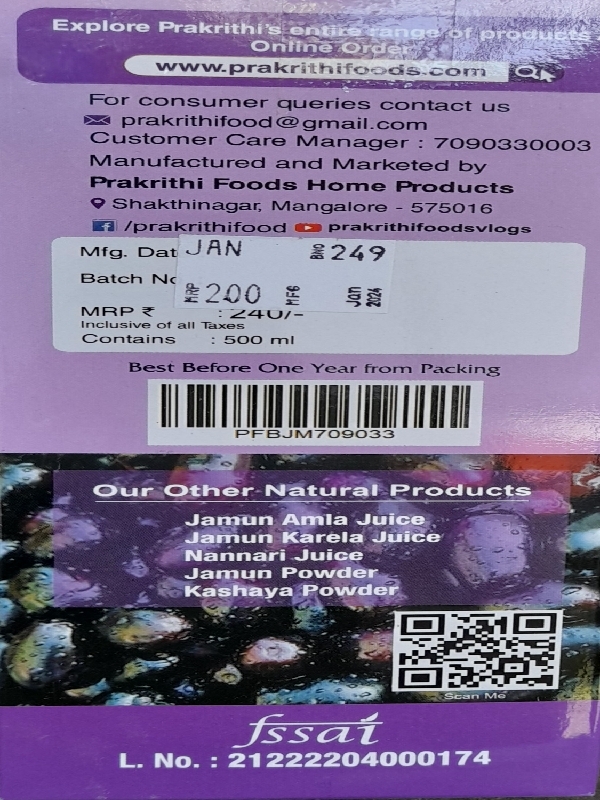 Explore Prakrithi's entire range of products
Online Order
www.prakrithifoods.com
For consumer queries contact us
prakrithifood@gmail.com
Customer Care Manager : 7090330003
Manufactured and Marketed by
Prakrithi Foods Home Products
Shakthinagar, Mangalore - 575016
/prakrithifood prakrithifoodsvlogs
Mfg. Dat JAN BNO 249
Batch No
MRP 200 MFG Jan 2024
MRP ₹ : 240/-
Inclusive of all Taxes
Contains : 500 ml
Best Before One Year from Packing
PFBJM709033
Our Other Natural Products
Jamun Amla Juice
Jamun Karela Juice
Nannari Juice
Jamun Powder
Kashaya Powder
Scan Me
fssai
L. No. : 21222204000174